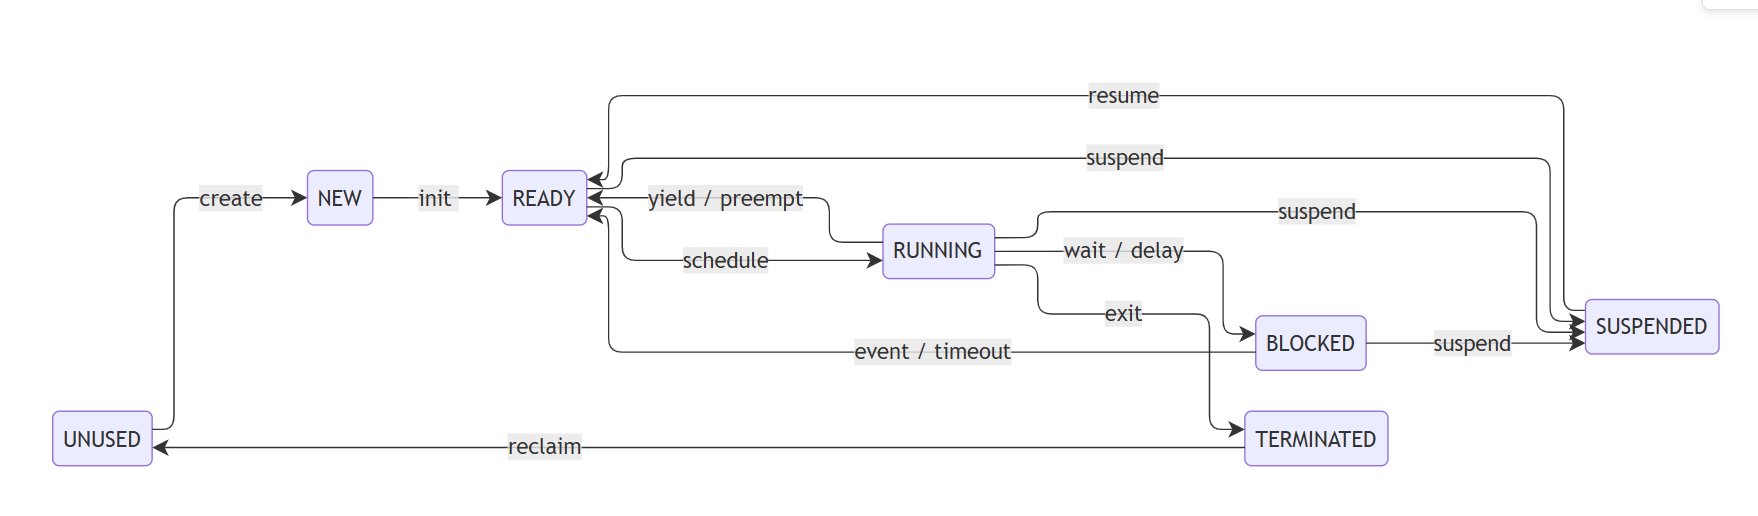 resume
suspend
create
NEW
init
READY
yield / preempt
suspend
RUNNING
wait / delay
schedule
exit
SUSPENDED
event / timeout
BLOCKED
suspend
UNUSED
reclaim
TERMINATED